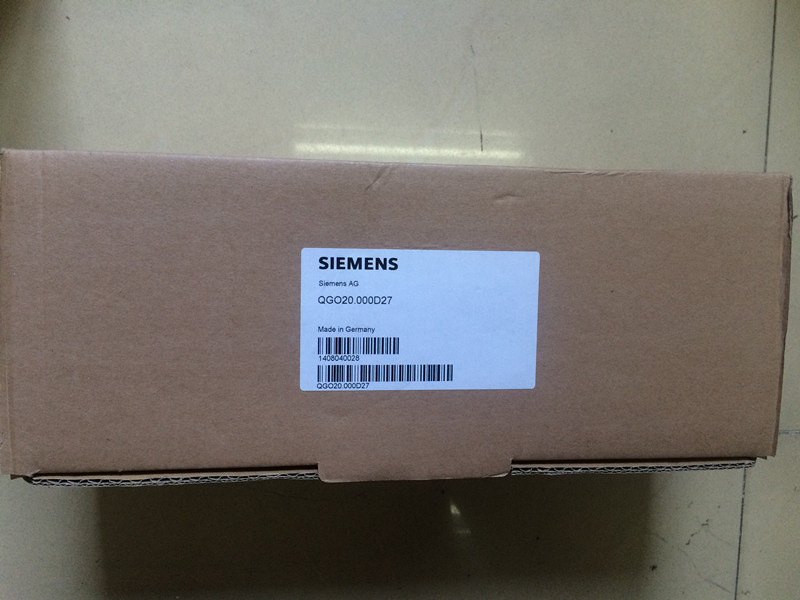 SIEMENS
Siemens AG
QGO20.000D27
Made in Germany
1408040028
QGO20.000D27